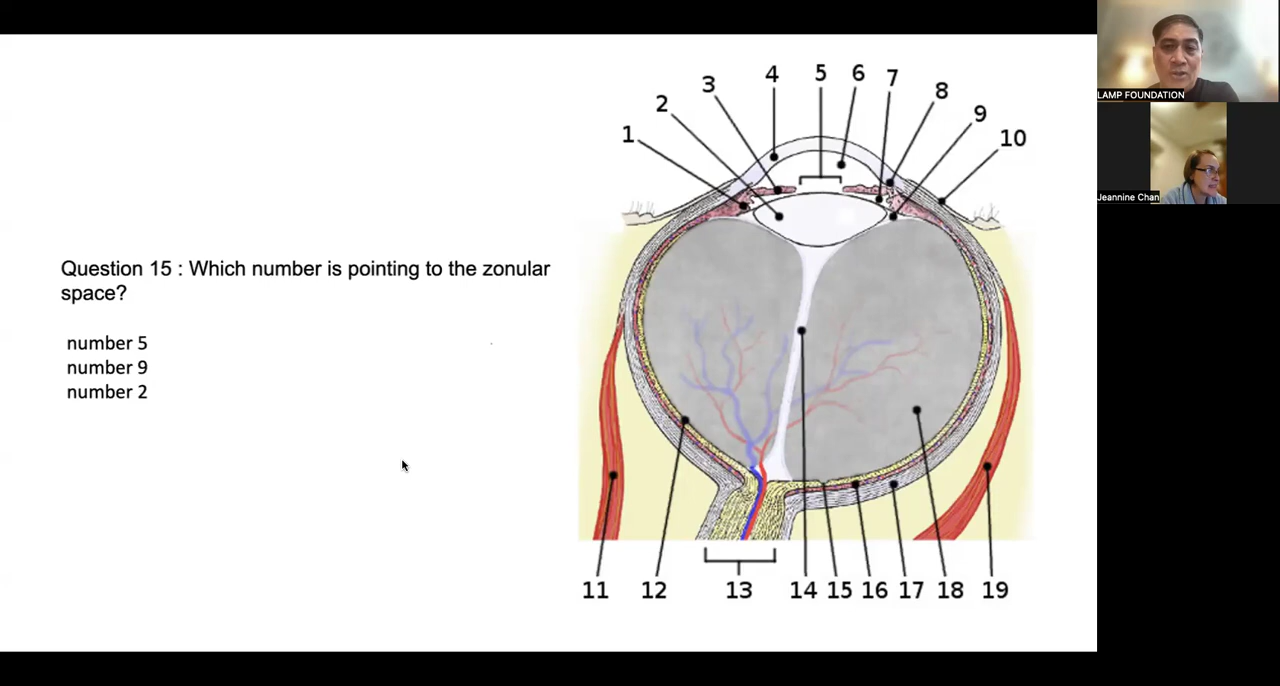 3 4 5 6 7
2 8
1 9
10
LAMP FOUNDATION
Jeannine Chan
Question 15 : Which number is pointing to the zonular
space?
number 5
number 9
number 2
11 12 13 14 15 16 17 18 19